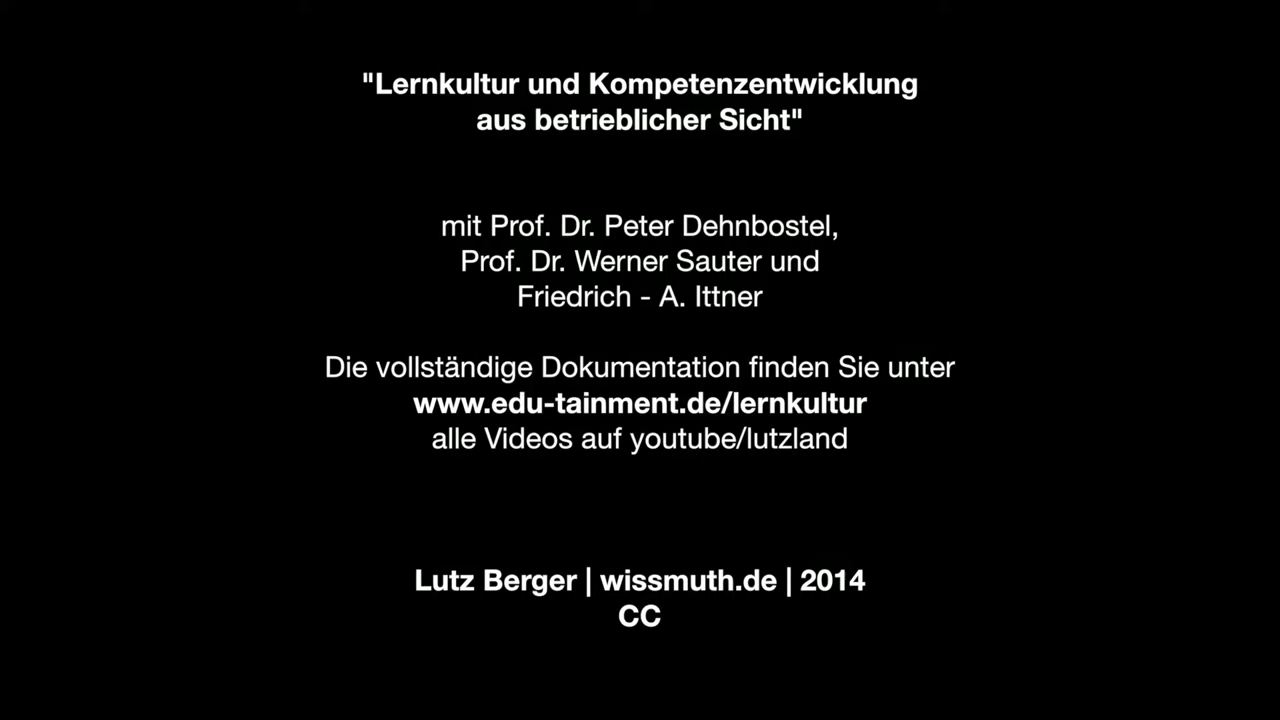 "Lernkultur und Kompetenzentwicklung
aus betrieblicher Sicht"
mit Prof. Dr. Peter Dehnbostel,
Prof. Dr. Werner Sauter und
Friedrich - A. Ittner
Die vollständige Dokumentation finden Sie unter
www.edu-tainment.de/lernkultur
alle Videos auf youtube/lutzland
Lutz Berger | wissmuth.de | 2014
CC